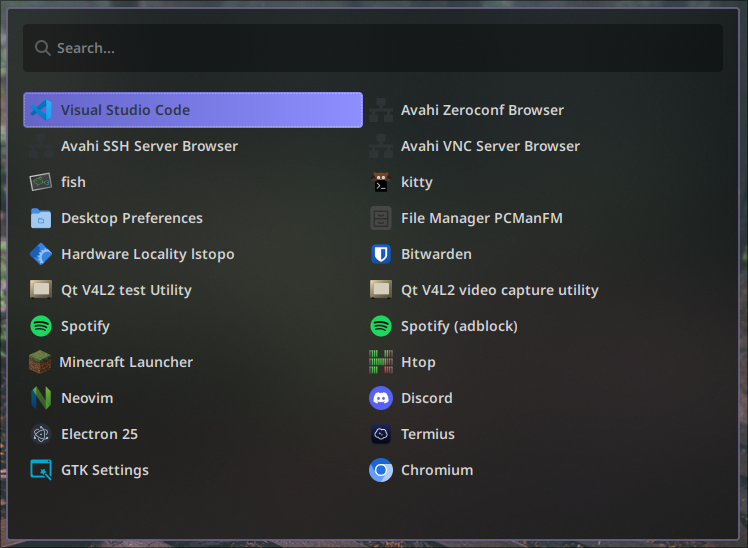 Search...
Visual Studio Code
Avahi Zeroconf Browser
Avahi SSH Server Browser
Avahi VNC Server Browser
fish
kitty
Desktop Preferences
File Manager PCManFM
Hardware Locality lstopo
Bitwarden
Qt V4L2 test Utility
Qt V4L2 video capture utility
Spotify
Spotify (adblock)
Minecraft Launcher
Htop
Neovim
Discord
Electron 25
Termius
GTK Settings
Chromium